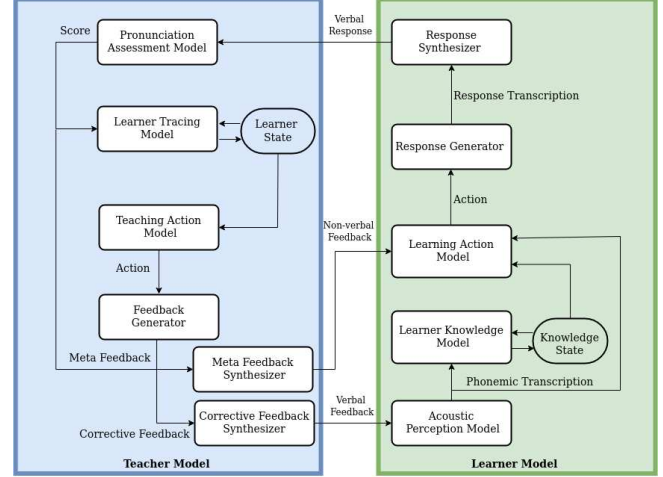 Score
Pronunciation
Assessment Model
Verbal
Response
Response
Synthesizer
Response Transcription
Learner Tracing
Model
Learner
State
Response Generator
Action
Teaching Action
Model
Non-verbal
Feedback
Learning Action
Model
Action
Feedback
Generator
Learner Knowledge
Model
Knowledge
State
Meta Feedback
Meta Feedback
Synthesizer
Phonemic Transcription
Verbal
Feedback
Corrective Feedback
Corrective Feedback
Synthesizer
Acoustic
Perception Model
Teacher Model
Learner Model